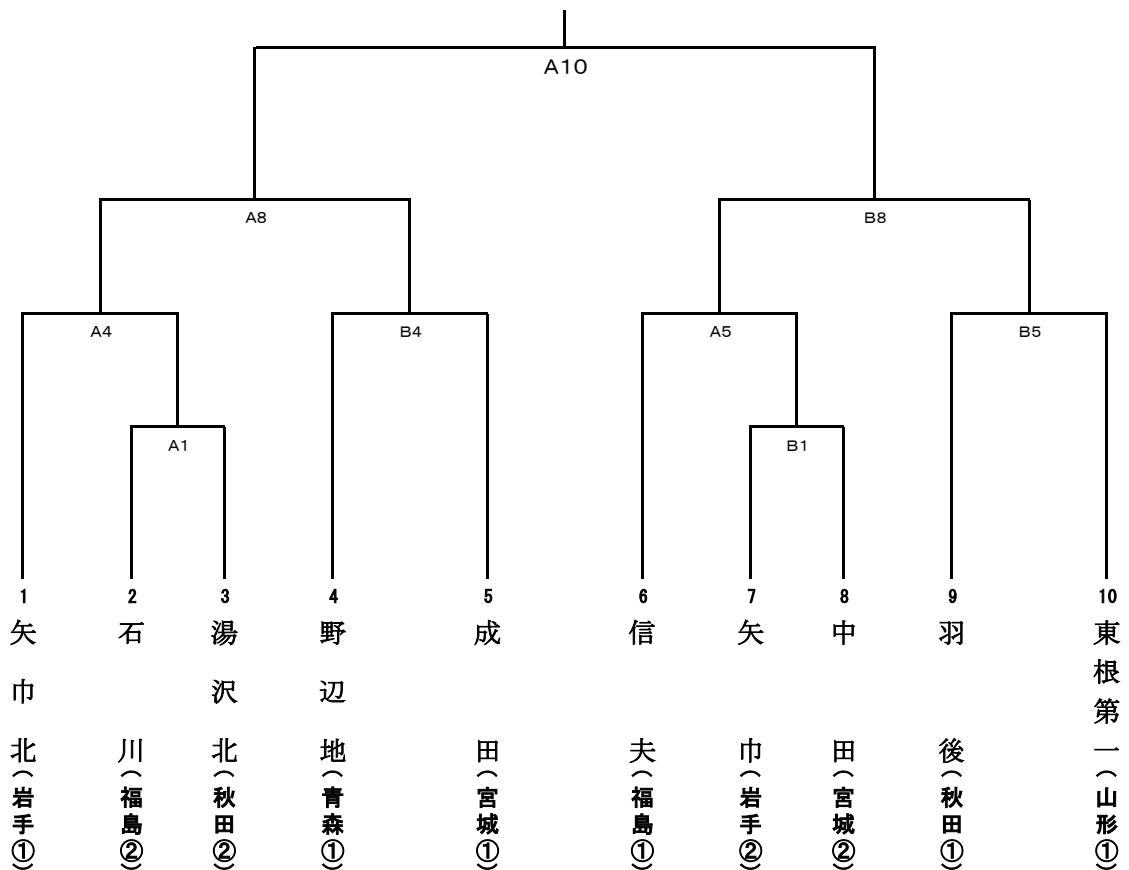 A10
A8
B8
A4
B4
A5
B5
A1
B1
1
矢巾北(岩手①)
2
石川(福島②)
3
湯沢北(秋田②)
4
野辺地(青森①)
5
成田(宮城①)
6
信夫(福島①)
7
矢巾(岩手②)
8
中田(宮城②)
9
羽後(秋田①)
10
東根第一(山形①)